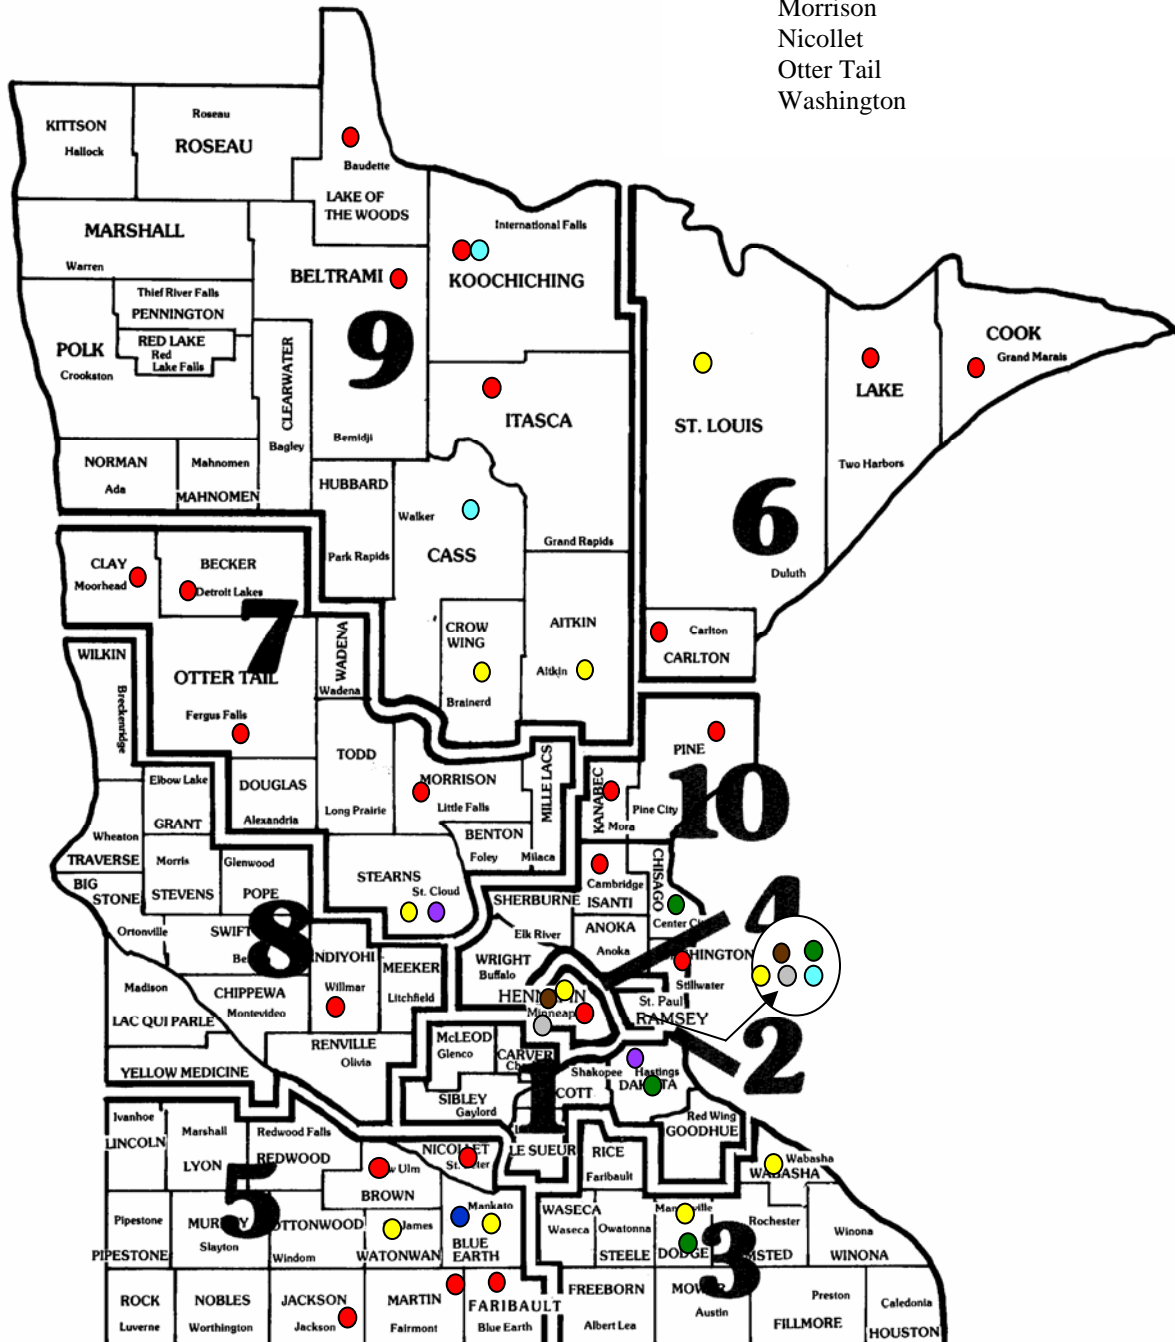 Morrison
Nicollet
Otter Tail
Washington
KITTSON
Hallock
Roseau
ROSEAU
Baudette
LAKE OF
THE WOODS
MARSHALL
Warren
International Falls
KOOCHICHING
BELTRAMI
9
Bemidji
Thief River Falls
PENNINGTON
RED LAKE
Red
Lake Falls
POLK
Crookston
CLEARWATER
Bagley
COOK
Grand Marais
LAKE
Two Harbors
ST. LOUIS
6
Duluth
ITASCA
Grand Rapids
NORMAN
Ada
Mahnomen
MAHNOMEN
HUBBARD
Park Rapids
Walker
CASS
CLAY
Moorhead
BECKER
Detroit Lakes
7
CROW
WING
Brainerd
AITKIN
Aitkin
Carlton
CARLTON
WILKIN
Breckenridge
OTTER TAIL
Fergus Falls
WADENA
Wadena
TODD
Long Prairie
MORRISON
Little Falls
MILLE LACS
Milaca
KANABEC
Mora
PINE
Pine City
10
Elbow Lake
GRANT
DOUGLAS
Alexandria
Wheaton
TRAVERSE
Morris
STEVENS
Glenwood
POPE
BENTON
Foley
STEARNS
St. Cloud
SHERBURNE
Elk River
Cambridge
ISANTI
CHISAGO
Center
ANOKA
Anoka
4
BIG
STONE
Ortonville
SWIFT
8
Willmar
MEEKER
Litchfield
WRIGHT
Buffalo
Stillwater
Madison
LAC QUI PARLE
CHIPPEWA
Montevideo
St. Paul
RAMSEY
2
RENVILLE
Olivia
YELLOW MEDICINE
McLEOD
Glenco
CARVER
1
SIBLEY
Gaylord
Shakopee
Hastings
Red Wing
GOODHUE
LE SUEUR
RICE
Faribault
Ivanhoe
LINCOLN
Marshall
LYON
Redwood Falls
REDWOOD
5
BROWN
Wabasha
WABASHA
Pipestone
PIPESTONE
Slayton
Windom
James
WATONWAN
Mankato
BLUE
EARTH
WASECA
Waseca
Owatonna
STEELE
DODGE
3
Rochester
Winona
WINONA
ROCK
Luverne
NOBLES
Worthington
JACKSON
Jackson
MARTIN
Fairmont
FARIBAULT
Blue Earth
FREEBORN
Albert Lea
Austin
Preston
FILLMORE
Caledonia
HOUSTON